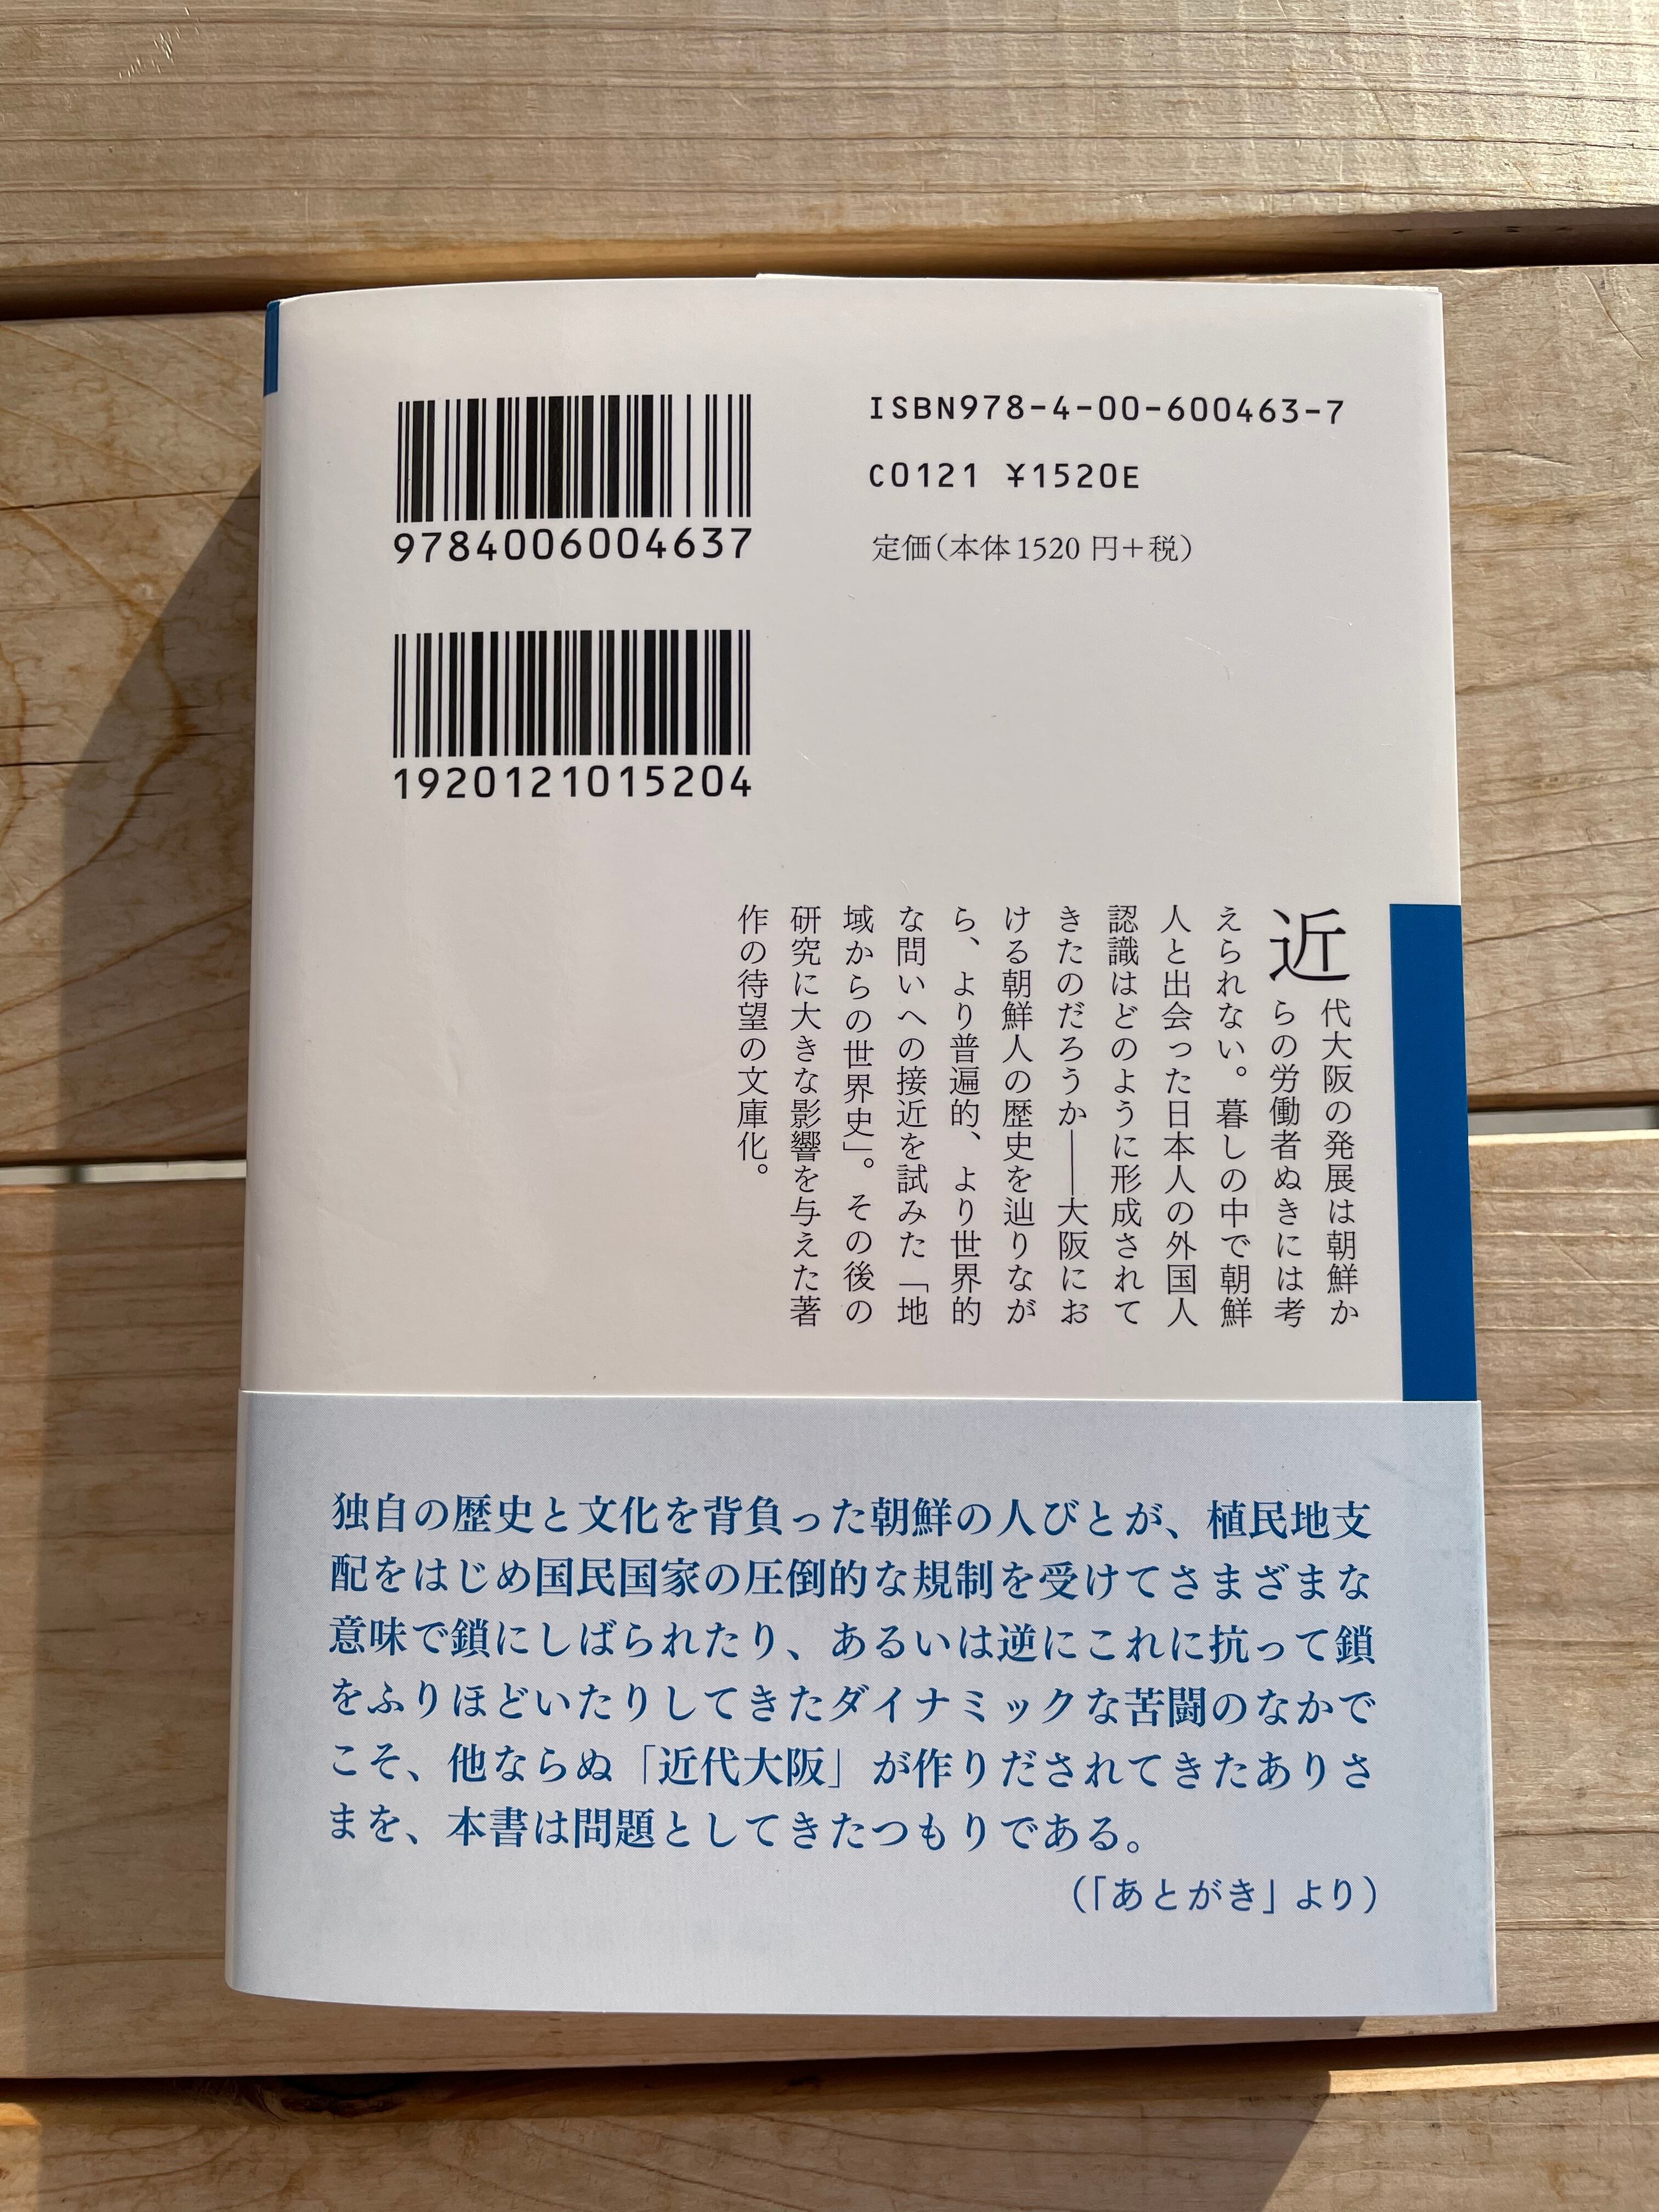 9784006004637
1920121015204
ISBN978-4-00-600463-7
C0121 ¥1520E
定価(本体1520円+税)
近代大阪の発展は朝鮮か
らの労働者ぬきには考
えられない。暮しの中で朝鮮
人と出会った日本人の外国人
認識はどのように形成されて
きたのだろうか――大阪にお
ける朝鮮人の歴史を辿りなが
ら、より普遍的、より世界的
な問いへの接近を試みた「地
域からの世界史」。その後の
研究に大きな影響を与えた著
作の待望の文庫化。
独自の歴史と文化を背負った朝鮮の人びとが、植民地支
配をはじめ国民国家の圧倒的な規制を受けてさまざまな
意味で鎖にしばられたり、あるいは逆にこれに抗って鎖
をふりほどいたりしてきたダイナミックな苦闘のなかで
こそ、他ならぬ「近代大阪」が作りだされてきたありさ
まを、本書は問題としてきたつもりである。
(「あとがき」より)